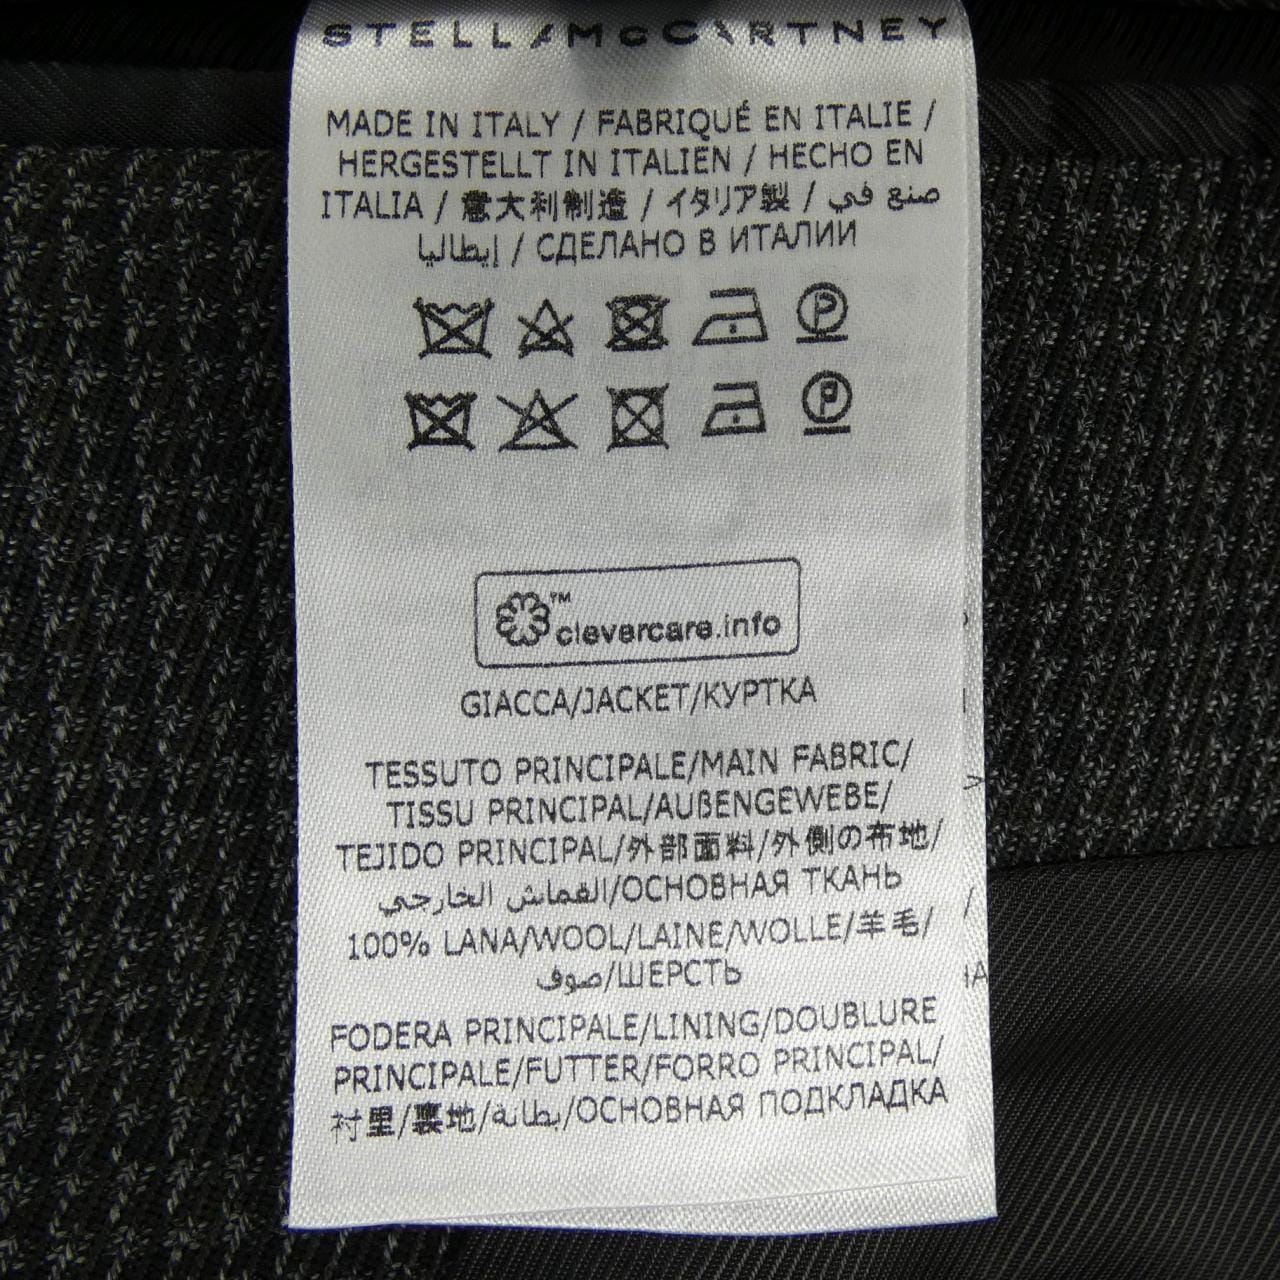 STELLAMcCARTNEY
MADE IN ITALY / FABRIQUÉ EN ITALIE /
HERGESTELLT IN ITALIEN / HECHO EN
ITALIA / 意大利制造 / イタリア製 / صنع في
إيطاليا / СДЕЛАНО В ИТАЛИИ
P
P
™
clevercare.info
GIACCA/JACKET/КУРТКА
TESSUTO PRINCIPALE/MAIN FABRIC/
TISSU PRINCIPAL/AUßENGEWEBE/
TEJIDO PRINCIPAL/外部面料/外側の布地/
القماش الخارجي/ОСНОВНАЯ ТКАНЬ
100% LANA/WOOL/LAINE/WOLLE/羊毛/
صوف/ШЕРСТЬ
FODERA PRINCIPALE/LINING/DOUBLURE
PRINCIPALE/FUTTER/FORRO PRINCIPAL/
衬里/裏地/بطانة/ОСНОВНАЯ ПОДКЛАДКА